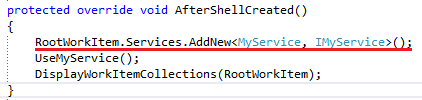 protected override void AfterShellCreated()
{
RootWorkItem.Services.AddNew<MyService, IMyService>();
UseMyService();
DisplayWorkItemCollections(RootWorkItem);
}